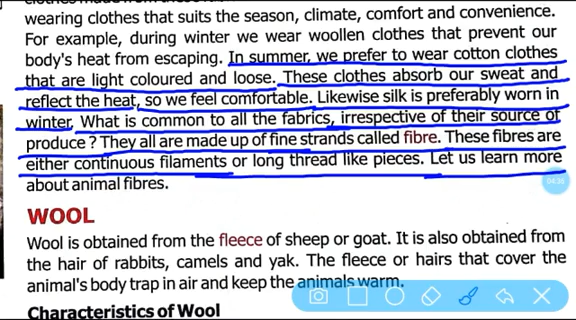 wearing clothes that suits the season, climate, comfort and convenience.
For example, during winter we wear woollen clothes that prevent our
body's heat from escaping. In summer, we prefer to wear cotton clothes
that are light coloured and loose. These clothes absorb our sweat and
reflect the heat, so we feel comfortable. Likewise silk is preferably worn in
winter. What is common to all the fabrics, irrespective of their source of
produce ? They all are made up of fine strands called fibre. These fibres are
either continuous filaments or long thread like pieces. Let us learn more
about animal fibres.
WOOL
Wool is obtained from the fleece of sheep or goat. It is also obtained from
the hair of rabbits, camels and yak. The fleece or hairs that cover the
animal's body trap in air and keep the animals warm.
Characteristics of Wool